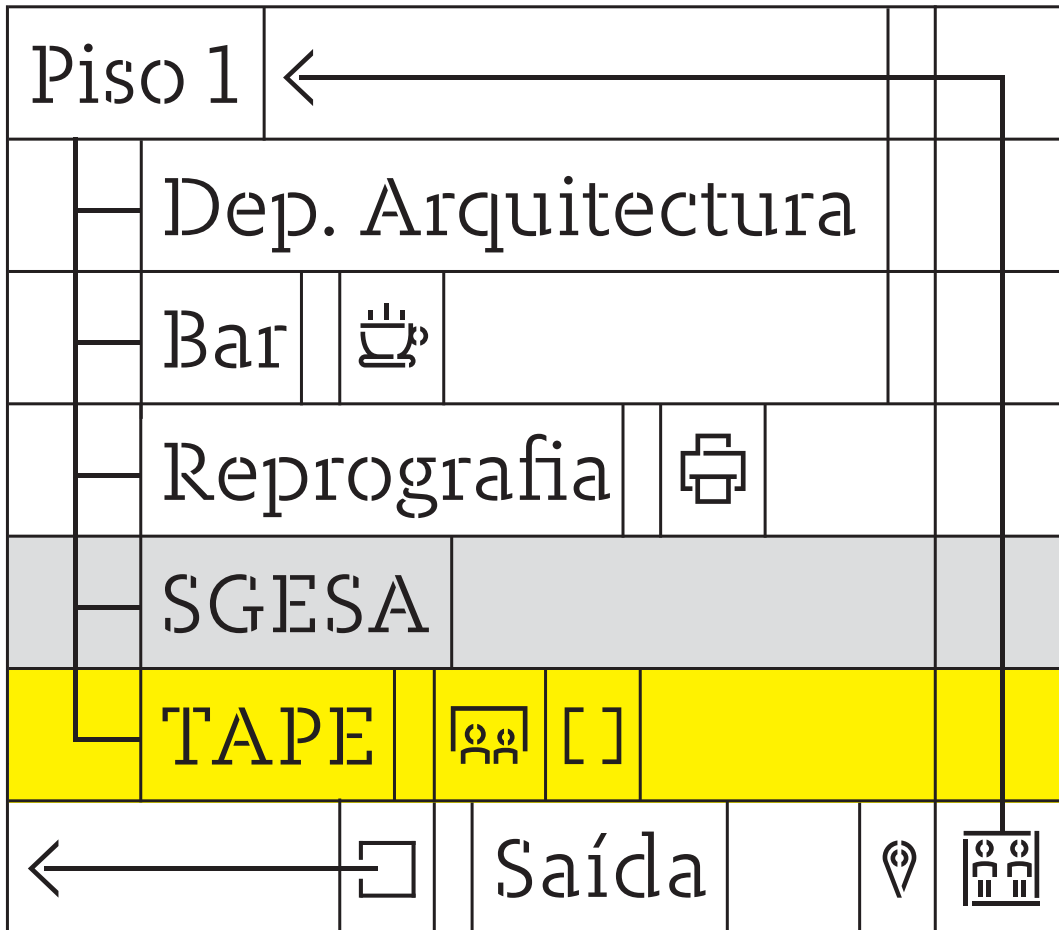 Piso 1
Dep. Arquitectura
Bar
Reprografia
SGESA
TAPE
Saída